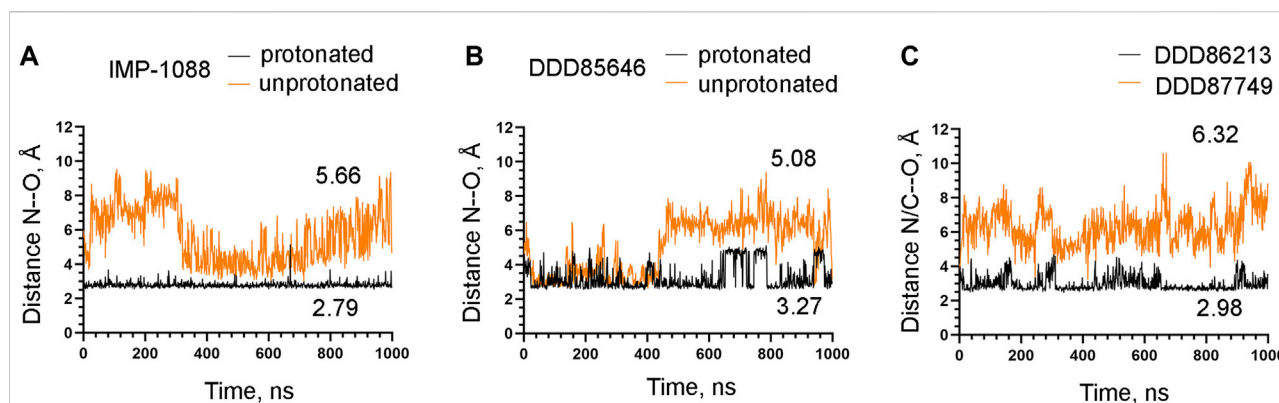 A
IMP-1088
protonated
unprotonated
Distance N--O, Å
12
10
8
6
4
2
0
5.66
2.79
0 200 400 600 800 1000
Time, ns
B
DDD85646
protonated
unprotonated
Distance N--O, Å
12
10
8
6
4
2
0
5.08
3.27
0 200 400 600 800 1000
Time, ns
C
DDD86213
DDD87749
Distance N/C--O, Å
12
10
8
6
4
2
0
6.32
2.98
0 200 400 600 800 1000
Time, ns